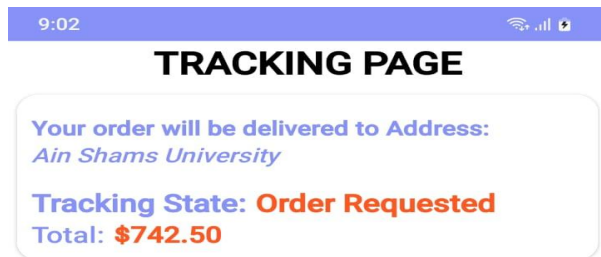 9:02
TRACKING PAGE
Your order will be delivered to Address:
Ain Shams University
Tracking State: Order Requested
Total: $742.50